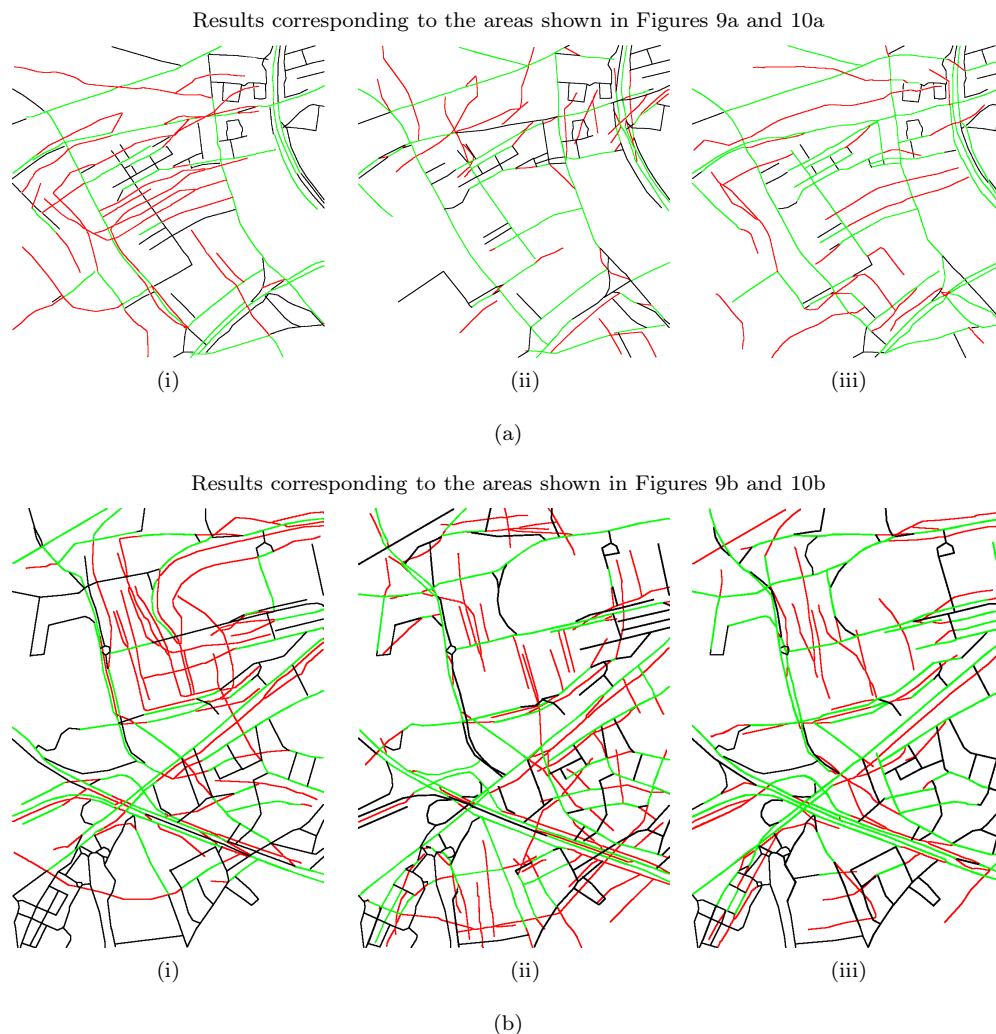 Results corresponding to the areas shown in Figures 9a and 10a
(i)
(ii)
(iii)
(a)
Results corresponding to the areas shown in Figures 9b and 10b
(i)
(ii)
(iii)
(b)